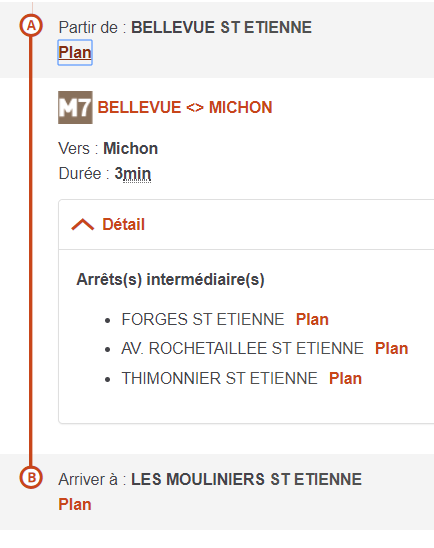 A Partir de : BELLEVUE ST ETIENNE
Plan
M7 BELLEVUE <> MICHON
Vers : Michon
Durée : 3min
Détail
Arrêts(s) intermédiaire(s)
• FORGES ST ETIENNE Plan
• AV. ROCHETAILLEE ST ETIENNE Plan
• THIMONNIER ST ETIENNE Plan
B Arriver à : LES MOULINIERS ST ETIENNE
Plan